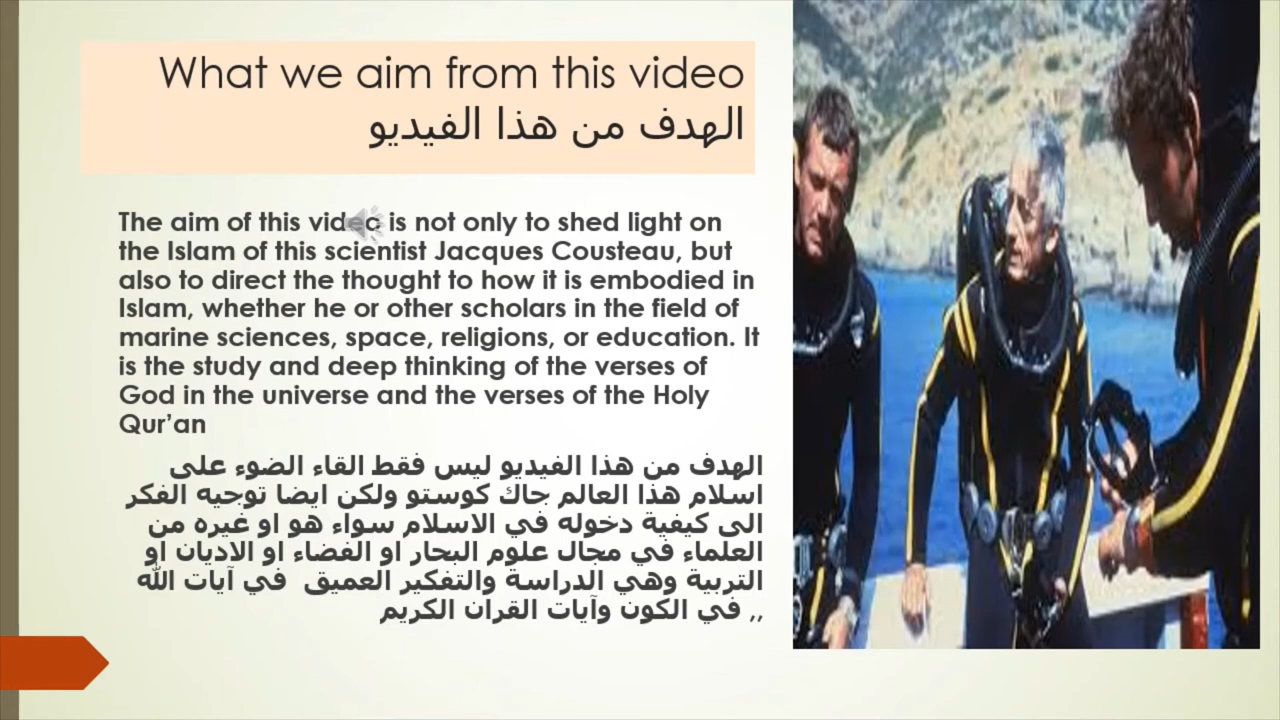 What we aim from this video
الهدف من هذا الفيديو
The aim of this video is not only to shed light on
the Islam of this scientist Jacques Cousteau, but
also to direct the thought to how it is embodied in
Islam, whether he or other scholars in the field of
marine sciences, space, religions, or education. It
is the study and deep thinking of the verses of
God in the universe and the verses of the Holy
Qur’an
الهدف من هذا الفيديو ليس فقط القاء الضوء على
اسلام هذا العالم جاك كوستو ولكن ايضا توجيه الفكر
الى كيفية دخوله في الاسلام سواء هو او غيره من
العلماء في مجال علوم البحار او الفضاء او الاديان او
التربية وهي الدراسة والتفكير العميق في آيات الله
,, في الكون وآيات القران الكريم